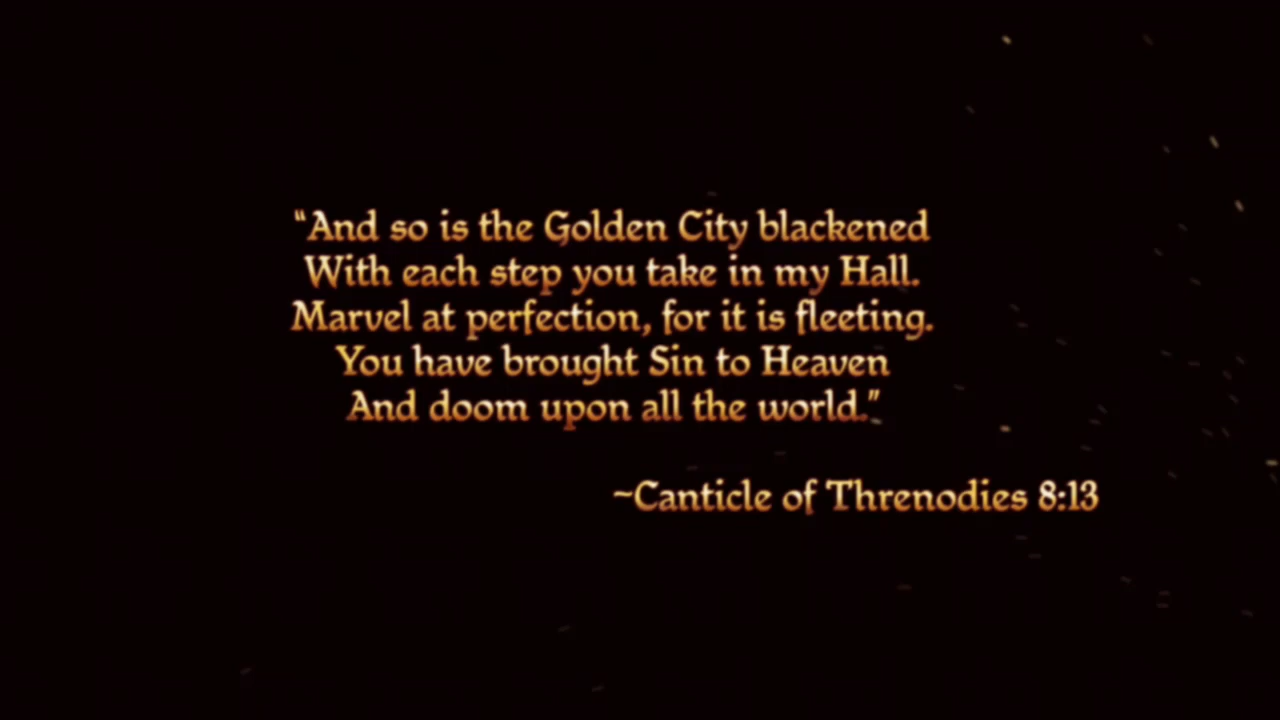 “And so is the Golden City blackened
With each step you take in my Hall.
Marvel at perfection, for it is fleeting.
You have brought Sin to Heaven
And doom upon all the world.”
~Canticle of Threnodies 8:13